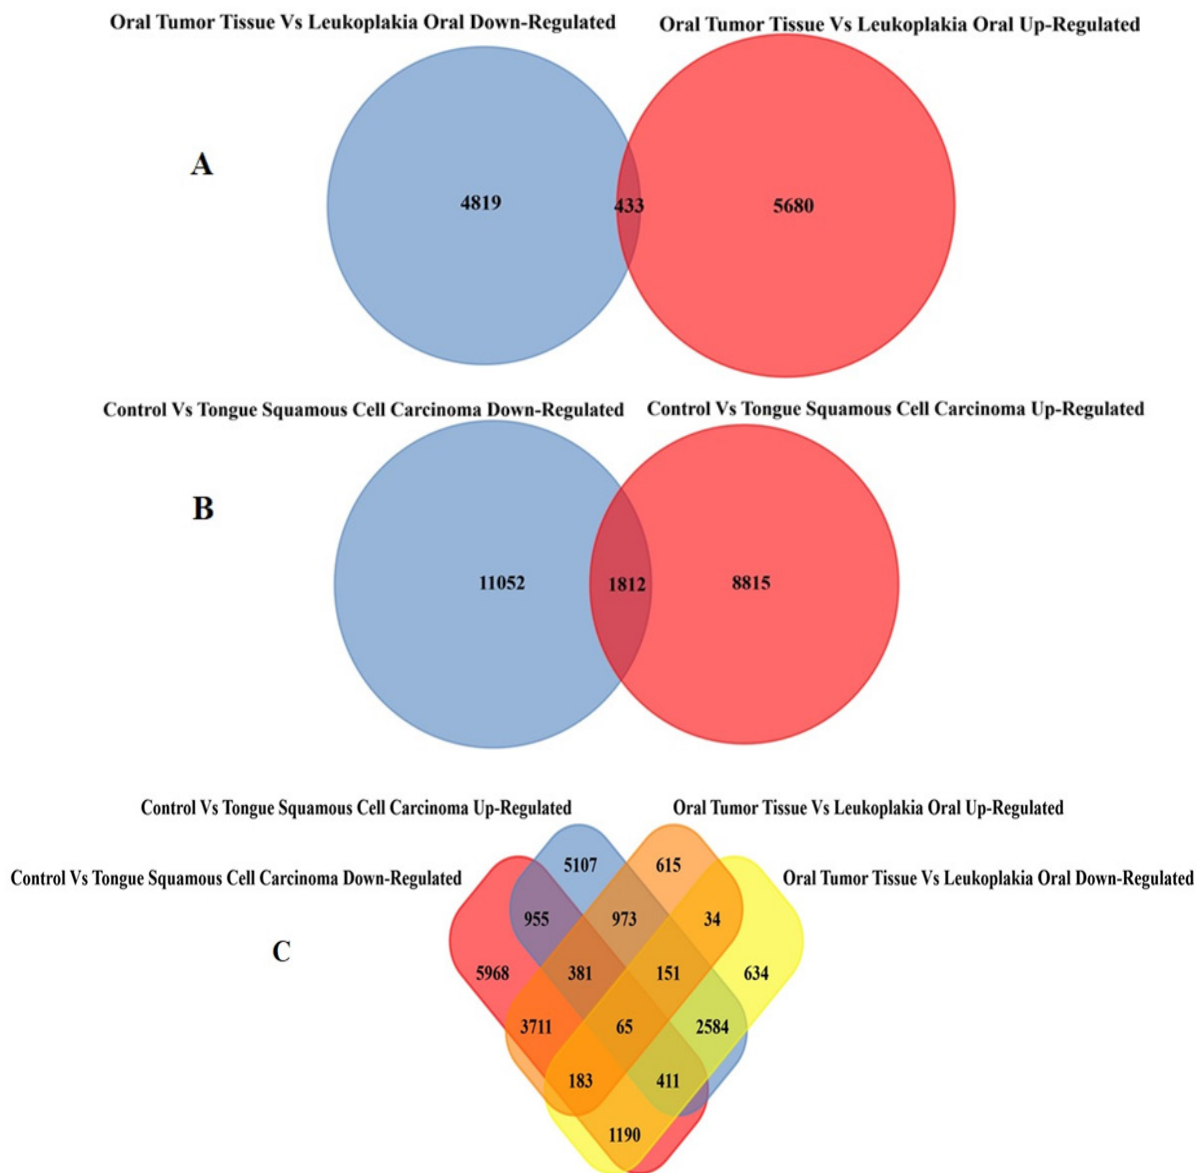 Oral Tumor Tissue Vs Leukoplakia Oral Down-Regulated
Oral Tumor Tissue Vs Leukoplakia Oral Up-Regulated
A
4819
433
5680
Control Vs Tongue Squamous Cell Carcinoma Down-Regulated
Control Vs Tongue Squamous Cell Carcinoma Up-Regulated
B
11052
1812
8815
Control Vs Tongue Squamous Cell Carcinoma Up-Regulated
Oral Tumor Tissue Vs Leukoplakia Oral Up-Regulated
Control Vs Tongue Squamous Cell Carcinoma Down-Regulated
Oral Tumor Tissue Vs Leukoplakia Oral Down-Regulated
C
5107
615
955
973
34
5968
381
151
634
3711
65
2584
183
411
1190